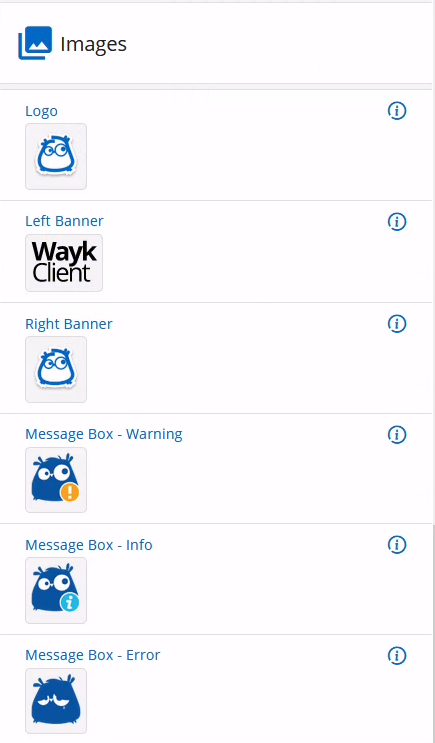 Images
Logo
Left Banner
Wayk
Client
Right Banner
Message Box - Warning
Message Box - Info
Message Box - Error